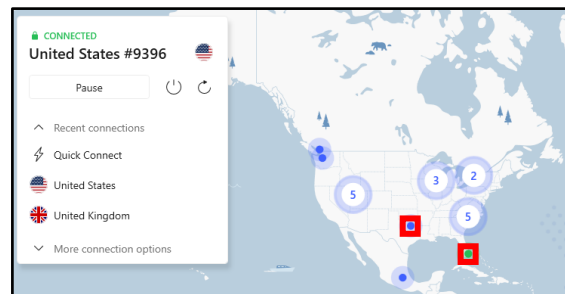 CONNECTED
United States #9396
Pause
Recent connections
Quick Connect
United States
United Kingdom
More connection options
5
3
2
5